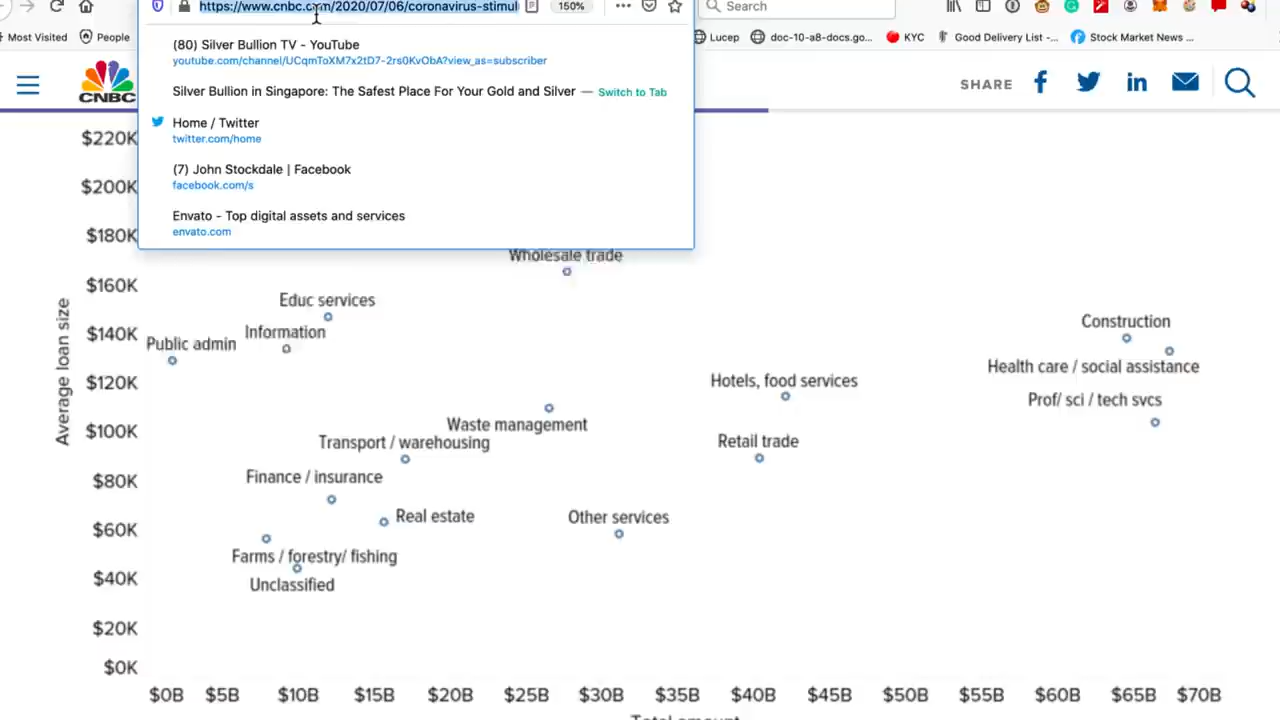 https://www.cnbc.com/2020/07/06/coronavirus-stimul
150%
Search
Most Visited
People
Lucep
doc-10-a8-docs.go...
KYC
Good Delivery List -...
Stock Market News ...
(80) Silver Bullion TV - YouTube
youtube.com/channel/UCqmToXM7x2tD7-2rs0KvObA?view_as=subscriber
Silver Bullion in Singapore: The Safest Place For Your Gold and Silver — Switch to Tab
Home / Twitter
twitter.com/home
(7) John Stockdale | Facebook
facebook.com/s
Envato - Top digital assets and services
envato.com
CNBC
SHARE
$220K
$200K
$180K
$160K
$140K
$120K
$100K
$80K
$60K
$40K
$20K
$0K
Average loan size
Wholesale trade
Educ services
Information
Public admin
Construction
Health care / social assistance
Hotels, food services
Prof/ sci / tech svcs
Waste management
Transport / warehousing
Retail trade
Finance / insurance
Real estate
Other services
Farms / forestry/ fishing
Unclassified
$0B $5B $10B $15B $20B $25B $30B $35B $40B $45B $50B $55B $60B $65B $70B
Total amount